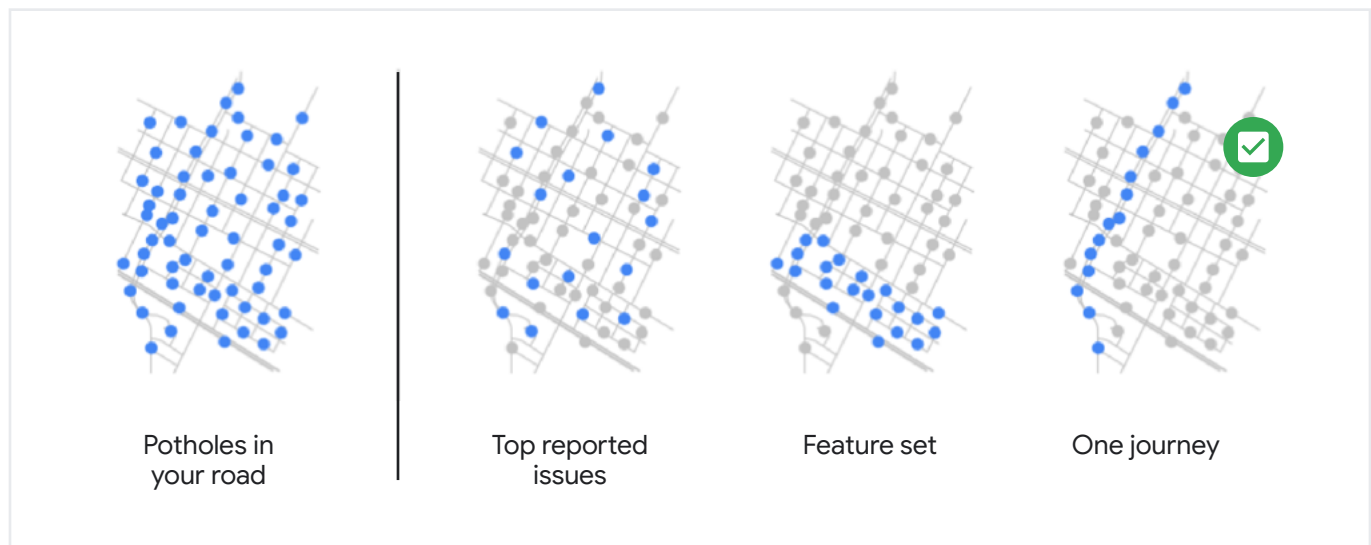 Potholes in
your road
Top reported
issues
Feature set
One journey